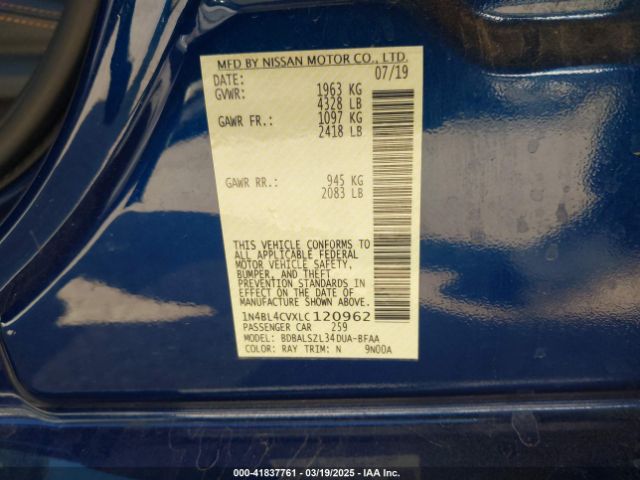 MFD BY NISSAN MOTOR CO., LTD.
DATE: 07/19
GVWR: 1963 KG
4328 LB
GAWR FR.: 1097 KG
2418 LB
GAWR RR.: 945 KG
2083 LB
THIS VEHICLE CONFORMS TO
ALL APPLICABLE FEDERAL
MOTOR VEHICLE SAFETY,
BUMPER, AND THEFT
PREVENTION STANDARDS IN
EFFECT ON THE DATE OF
MANUFACTURE SHOWN ABOVE.
1N4BL4CVXLC120962
PASSENGER CAR 259
MODEL: BDBALSZL34DUA-BFAA
COLOR: RAY TRIM: N 9N00A
000-41837761 | 03/19/2025 | IAA Inc.